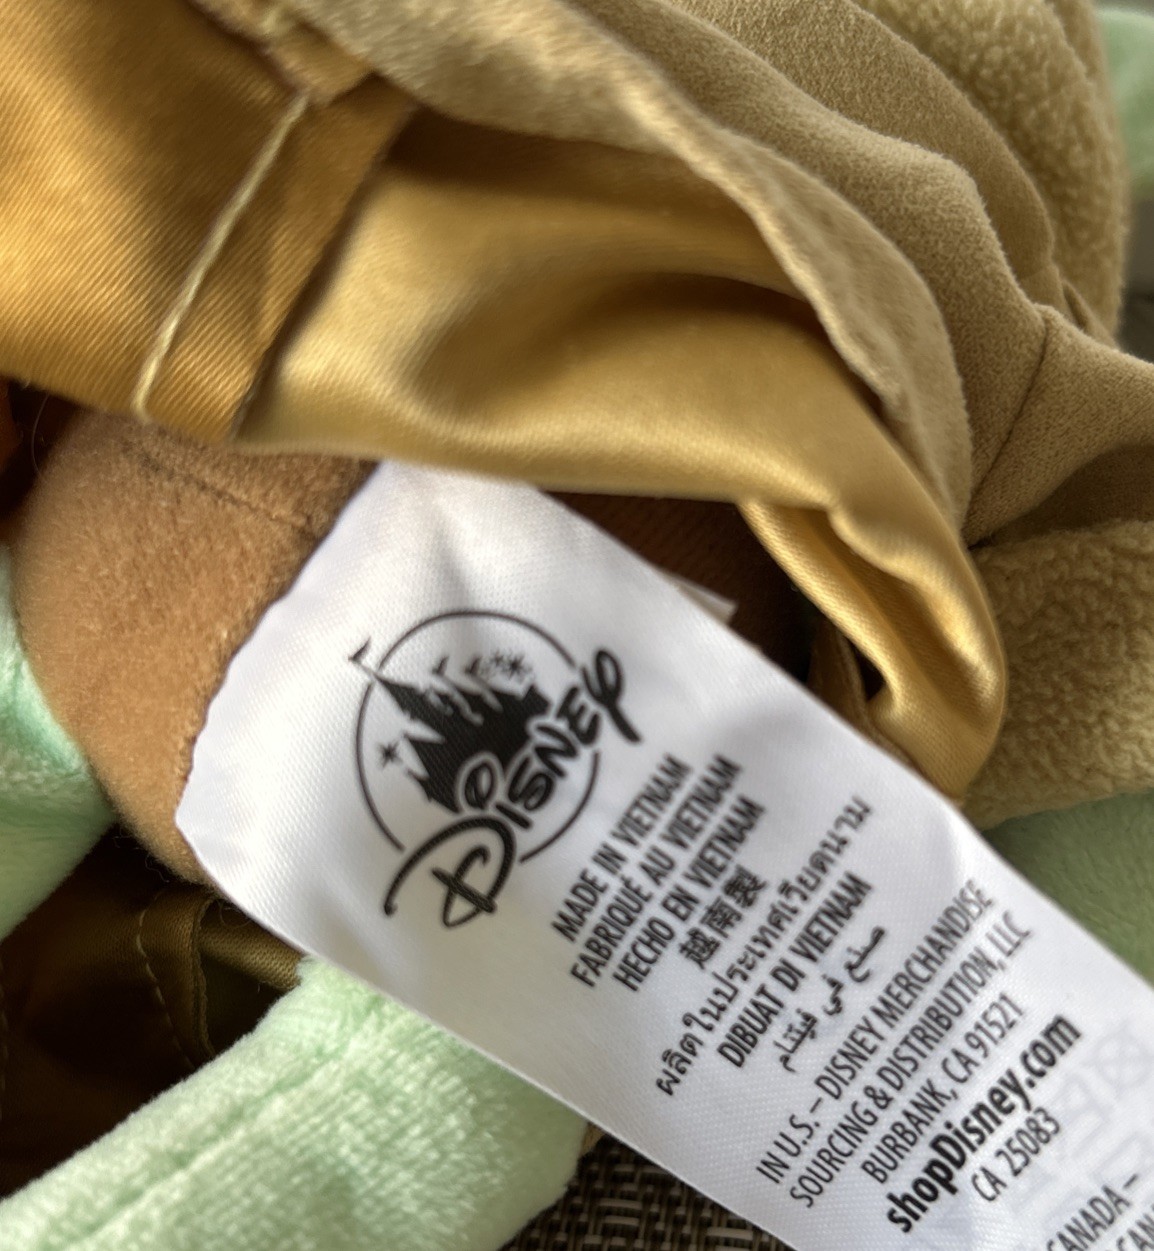 DISNEY
MADE IN VIETNAM
FABRIQUÉ AU VIETNAM
HECHO EN VIETNAM
越南製
ผลิตในประเทศเวียดนาม
DIBUAT DI VIETNAM
صنع في فيتنام
IN U.S. – DISNEY MERCHANDISE
SOURCING & DISTRIBUTION, LLC
BURBANK, CA 91521
shopDisney.com
CA 25083
CANADA –